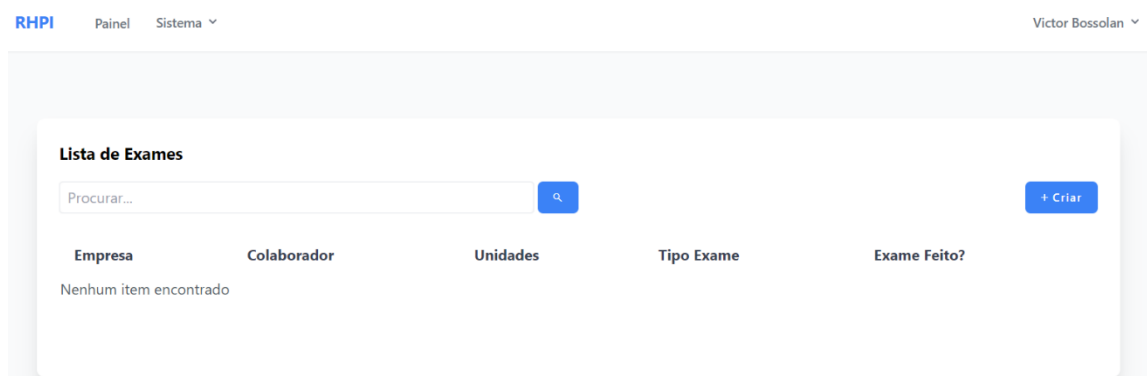 RHPI Painel Sistema Victor Bossolan
Lista de Exames
Procurar...
+ Criar
Empresa Colaborador Unidades Tipo Exame Exame Feito?
Nenhum item encontrado